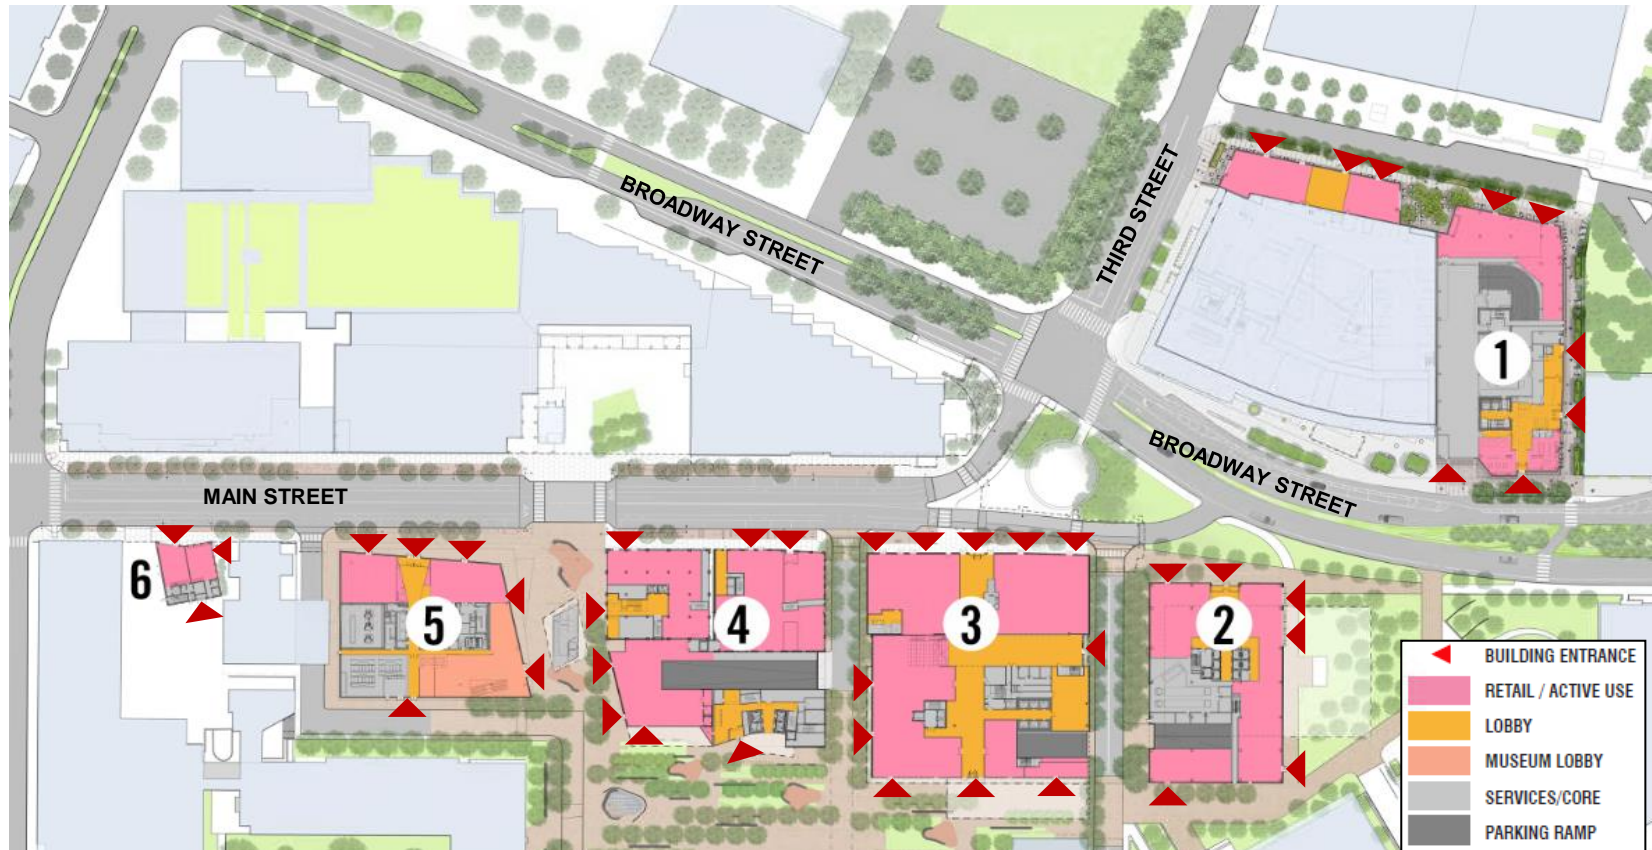 BROADWAY STREET
THIRD STREET
1
BROADWAY STREET
MAIN STREET
6
5
4
3
2
BUILDING ENTRANCE
RETAIL / ACTIVE USE
LOBBY
MUSEUM LOBBY
SERVICES/CORE
PARKING RAMP